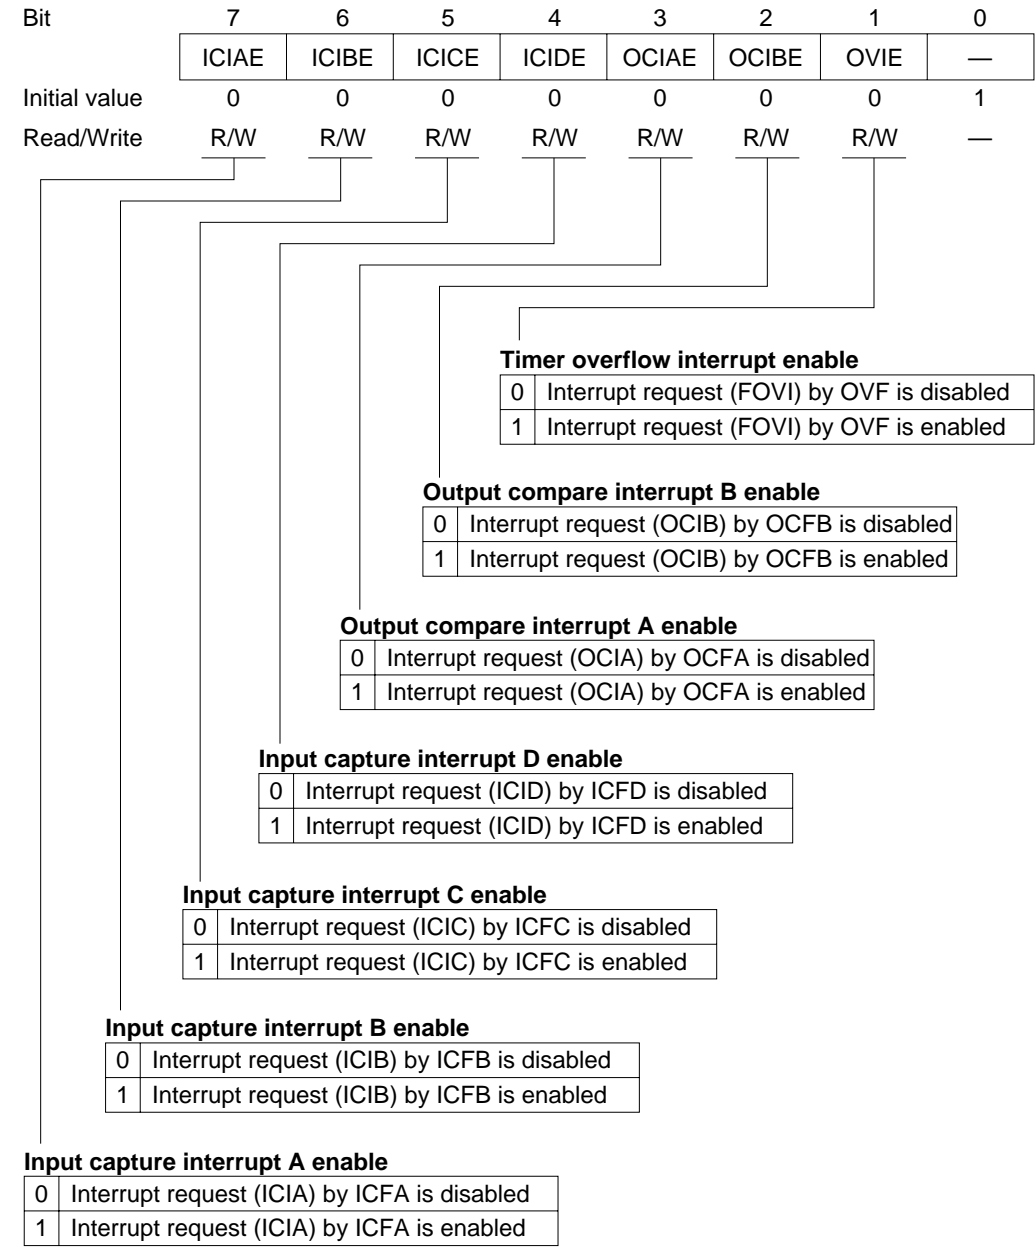 Bit 7 6 5 4 3 2 1 0
ICIAE ICIBE ICICE ICIDE OCIAE OCIBE OVIE —
Initial value 0 0 0 0 0 0 0 1
Read/Write R/W R/W R/W R/W R/W R/W R/W —
Timer overflow interrupt enable
0 Interrupt request (FOVI) by OVF is disabled
1 Interrupt request (FOVI) by OVF is enabled
Output compare interrupt B enable
0 Interrupt request (OCIB) by OCFB is disabled
1 Interrupt request (OCIB) by OCFB is enabled
Output compare interrupt A enable
0 Interrupt request (OCIA) by OCFA is disabled
1 Interrupt request (OCIA) by OCFA is enabled
Input capture interrupt D enable
0 Interrupt request (ICID) by ICFD is disabled
1 Interrupt request (ICID) by ICFD is enabled
Input capture interrupt C enable
0 Interrupt request (ICIC) by ICFC is disabled
1 Interrupt request (ICIC) by ICFC is enabled
Input capture interrupt B enable
0 Interrupt request (ICIB) by ICFB is disabled
1 Interrupt request (ICIB) by ICFB is enabled
Input capture interrupt A enable
0 Interrupt request (ICIA) by ICFA is disabled
1 Interrupt request (ICIA) by ICFA is enabled